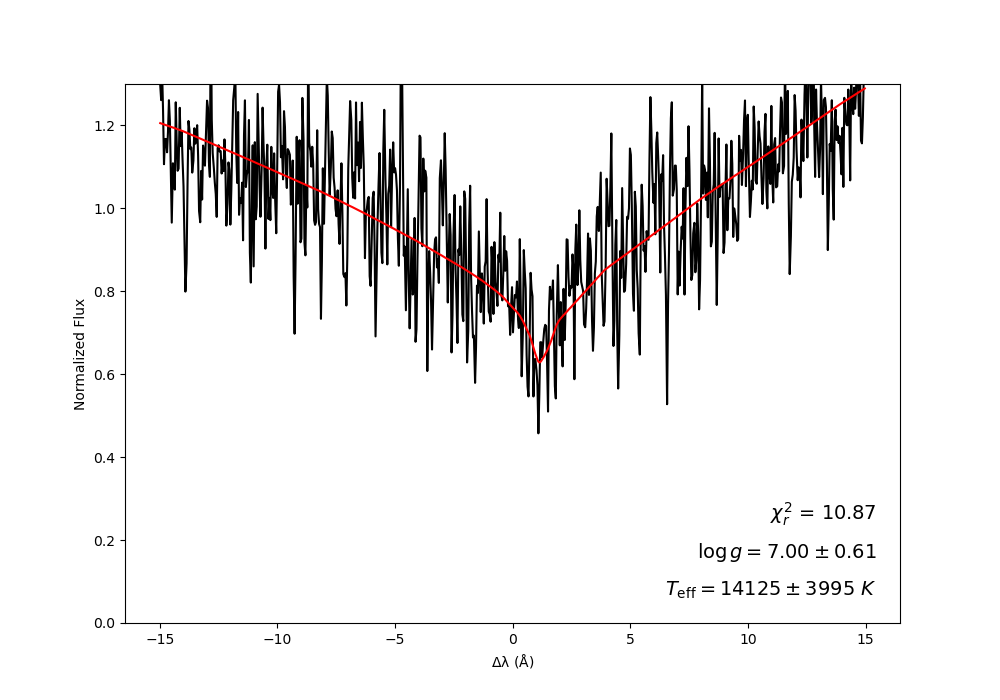 1.2
1.0
0.8
0.6
0.4
0.2
0.0
Normalized Flux
χ²ᵣ = 10.87
log g = 7.00 ± 0.61
T_eff = 14125 ± 3995 K
−15 −10 −5 0 5 10 15
Δλ (Å)